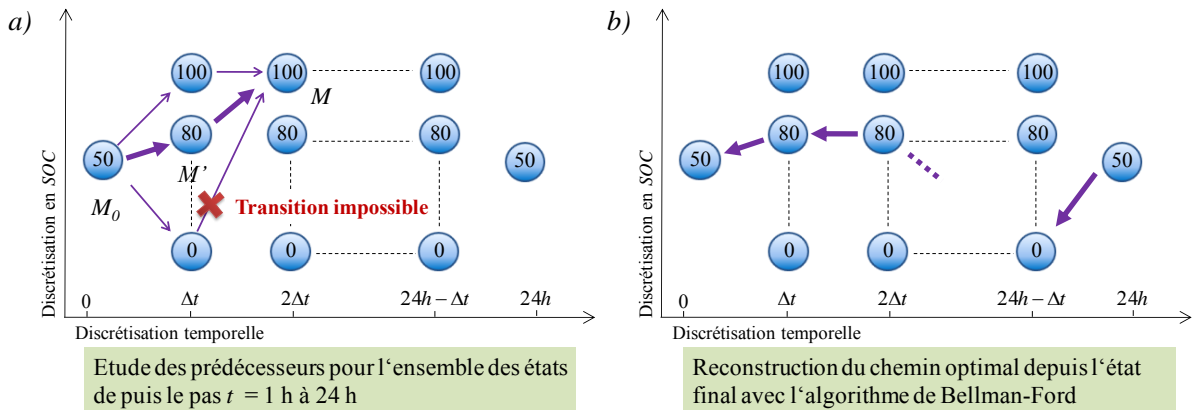 a)
Discrétisation en SOC
100 100 100
M
80 80 80
50 50
M'
M₀
Transition impossible
0 0 0
0 Δt 2Δt 24h – Δt 24h
Discrétisation temporelle
Etude des prédécesseurs pour l‘ensemble des états
de puis le pas t = 1 h à 24 h
b)
Discrétisation en SOC
100 100 100
80 80 80
50 50
0 0 0
0 Δt 2Δt 24h – Δt 24h
Discrétisation temporelle
Reconstruction du chemin optimal depuis l‘état
final avec l‘algorithme de Bellman-Ford